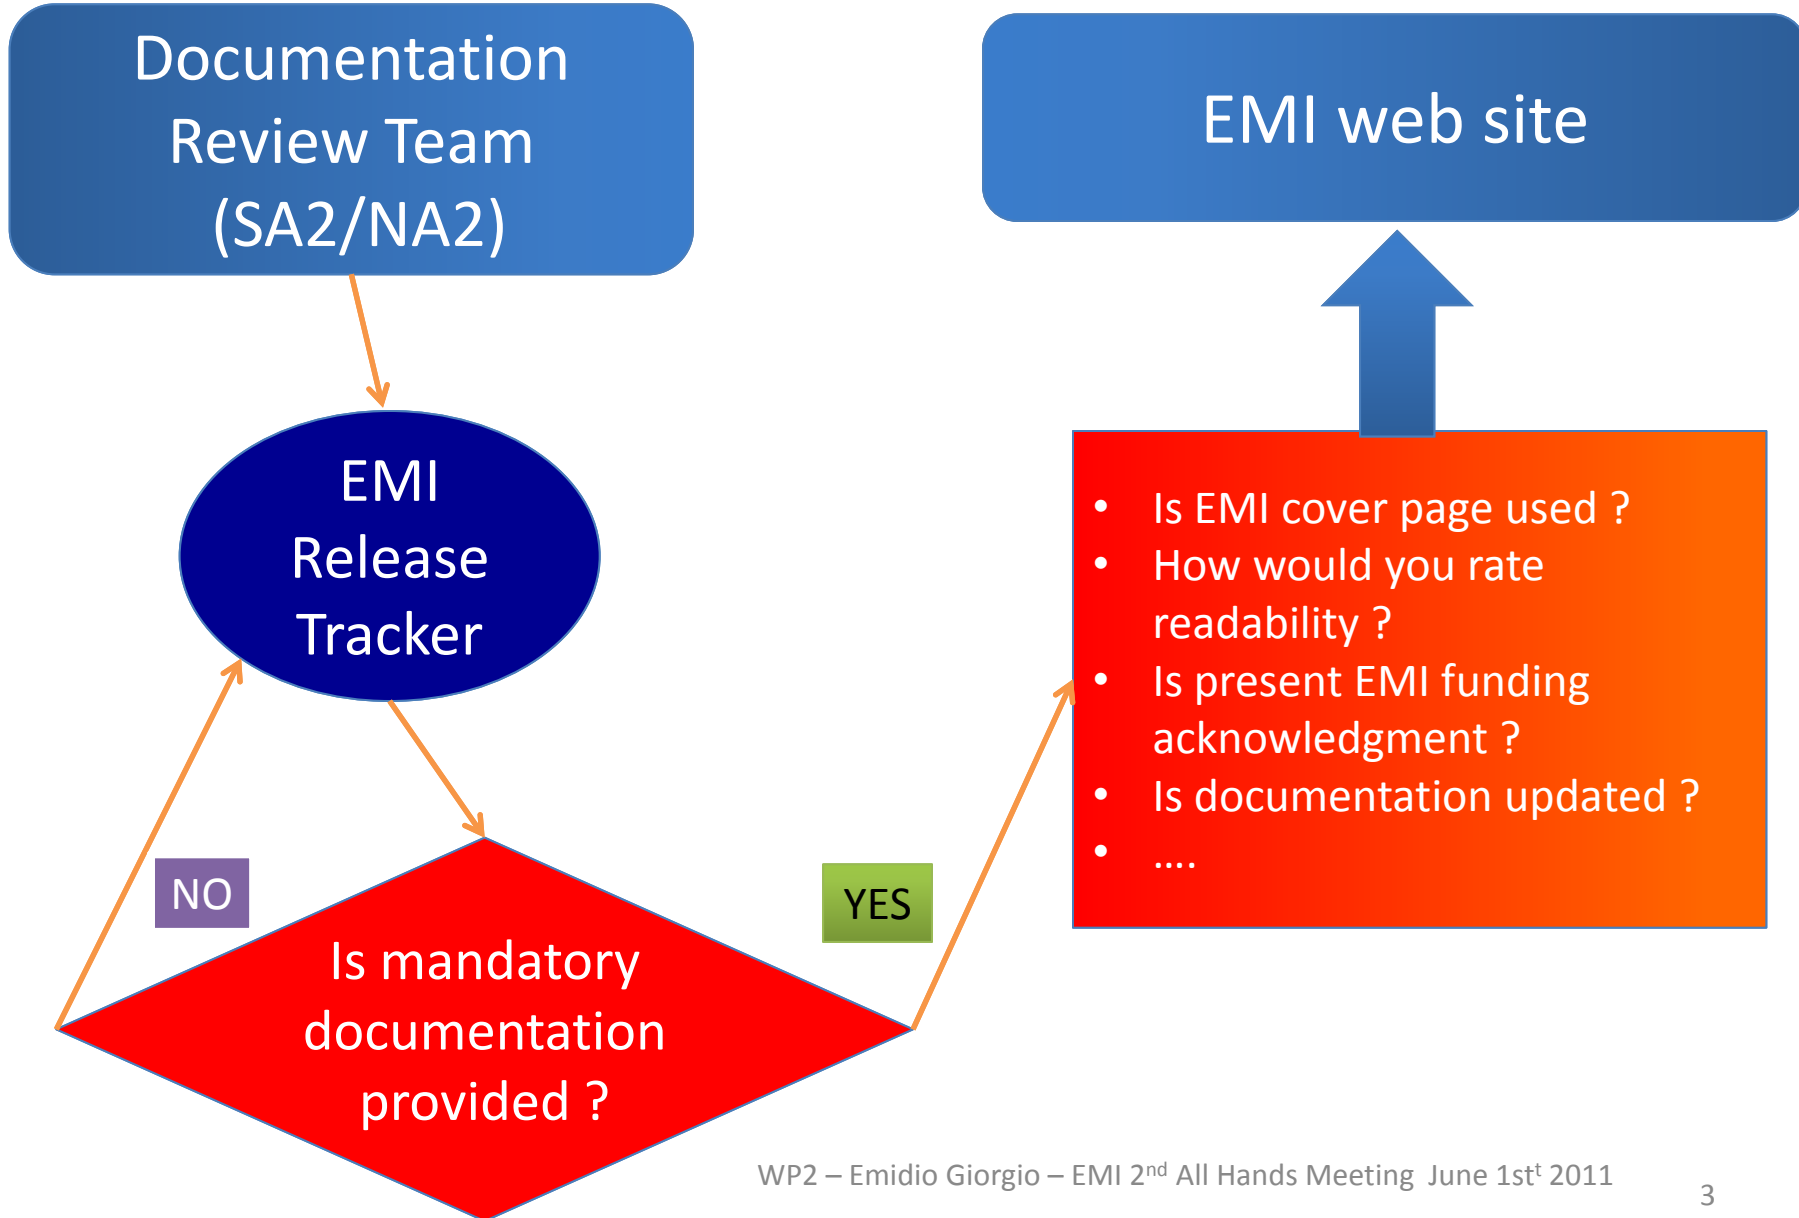 Documentation
Review Team
(SA2/NA2)
EMI web site
EMI
Release
Tracker
• Is EMI cover page used ?
• How would you rate
readability ?
• Is present EMI funding
acknowledgment ?
• Is documentation updated ?
• ....
NO
YES
Is mandatory
documentation
provided ?
WP2 – Emidio Giorgio – EMI 2nd All Hands Meeting June 1stt 2011
3